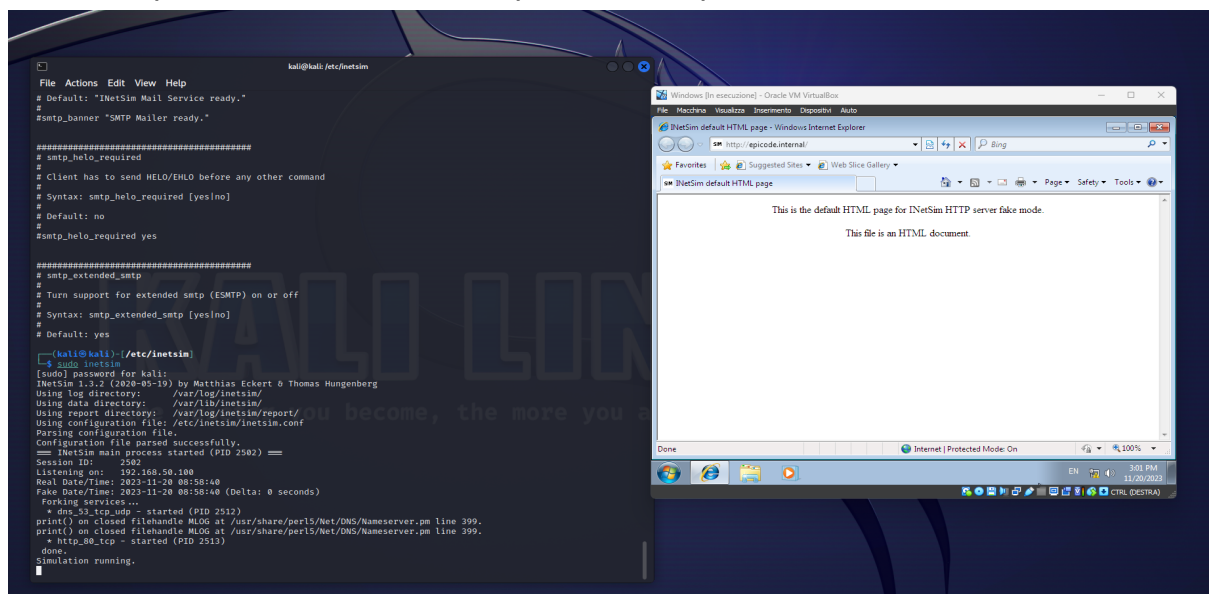 kali@kali: /etc/inetsim
File Actions Edit View Help
# Default: "INetSim Mail Service ready."
#
#smtp_banner "SMTP Mailer ready."
##########################################
# smtp_helo_required
#
# Client has to send HELO/EHLO before any other command
#
# Syntax: smtp_helo_required [yes|no]
#
# Default: no
#
#smtp_helo_required yes
##########################################
# smtp_extended_smtp
#
# Turn support for extended smtp (ESMTP) on or off
#
# Syntax: smtp_extended_smtp [yes|no]
#
# Default: yes
(kali㉿kali)-[/etc/inetsim]
$ sudo inetsim
[sudo] password for kali:
INetSim 1.3.2 (2020-05-19) by Matthias Eckert & Thomas Hungenberg
Using log directory: /var/log/inetsim/
Using data directory: /var/lib/inetsim/
Using report directory: /var/log/inetsim/report/
Using configuration file: /etc/inetsim/inetsim.conf
Parsing configuration file.
Configuration file parsed successfully.
=== INetSim main process started (PID 2502) ===
Session ID: 2502
Listening on: 192.168.50.100
Real Date/Time: 2023-11-20 08:58:40
Fake Date/Time: 2023-11-20 08:58:40 (Delta: 0 seconds)
Forking services...
* dns_53_tcp_udp - started (PID 2512)
print() on closed filehandle MLOG at /usr/share/perl5/Net/DNS/Nameserver.pm line 399.
print() on closed filehandle MLOG at /usr/share/perl5/Net/DNS/Nameserver.pm line 399.
* http_80_tcp - started (PID 2513)
done.
Simulation running.
KALI LIN
you become, the more you a
Windows [In esecuzione] - Oracle VM VirtualBox
File Macchina Visualizza Inserimento Dispositivi Aiuto
INetSim default HTML page - Windows Internet Explorer
SIM http://epicode.internal/
Bing
Favorites Suggested Sites Web Slice Gallery
SIM INetSim default HTML page
Page Safety Tools
This is the default HTML page for INetSim HTTP server fake mode.
This file is an HTML document.
Done
Internet | Protected Mode: On
100%
EN
3:01 PM
11/20/2023
CTRL (DESTRA)